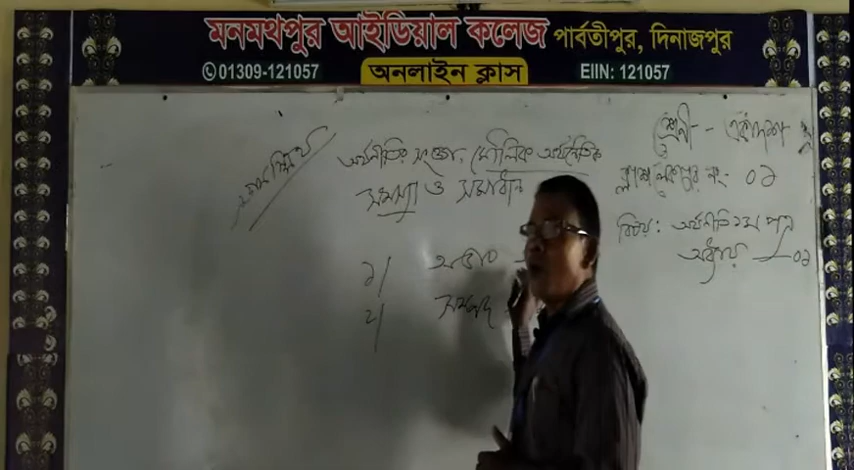 মনমথপুর আইডিয়াল কলেজ পার্বতীপুর, দিনাজপুর
01309-121057 অনলাইন ক্লাস EIIN: 121057
অর্থনীতির সংজ্ঞা, মৌলিক অর্থনৈতিক
সমস্যা ও সমাধান
১/ অভাব
২/ সম্পদ
শ্রেণী - একাদশ
ক্লাশ লেকচার নং- ০১
বিষয়: অর্থনীতি ১ম পত্র
অধ্যায় - ০১